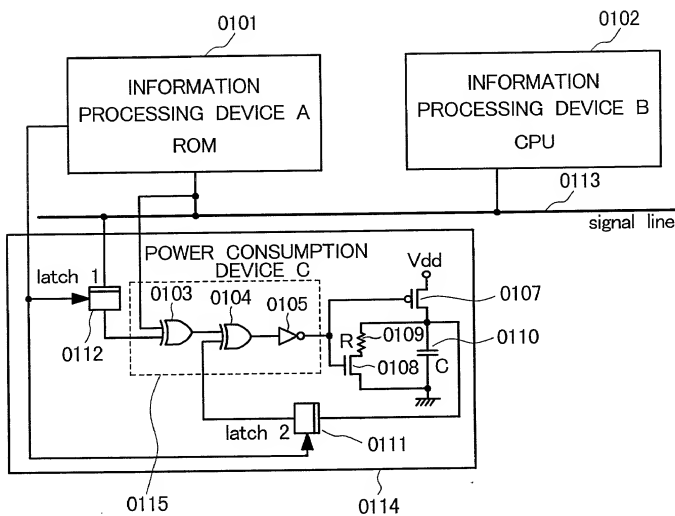 0101
0102
INFORMATION
PROCESSING DEVICE A
ROM
INFORMATION
PROCESSING DEVICE B
CPU
0113
signal line
POWER CONSUMPTION
DEVICE C
latch 1
0112
0103
0104
0105
Vdd
0107
R
0109
0108
C
0110
latch 2
0111
0115
0114